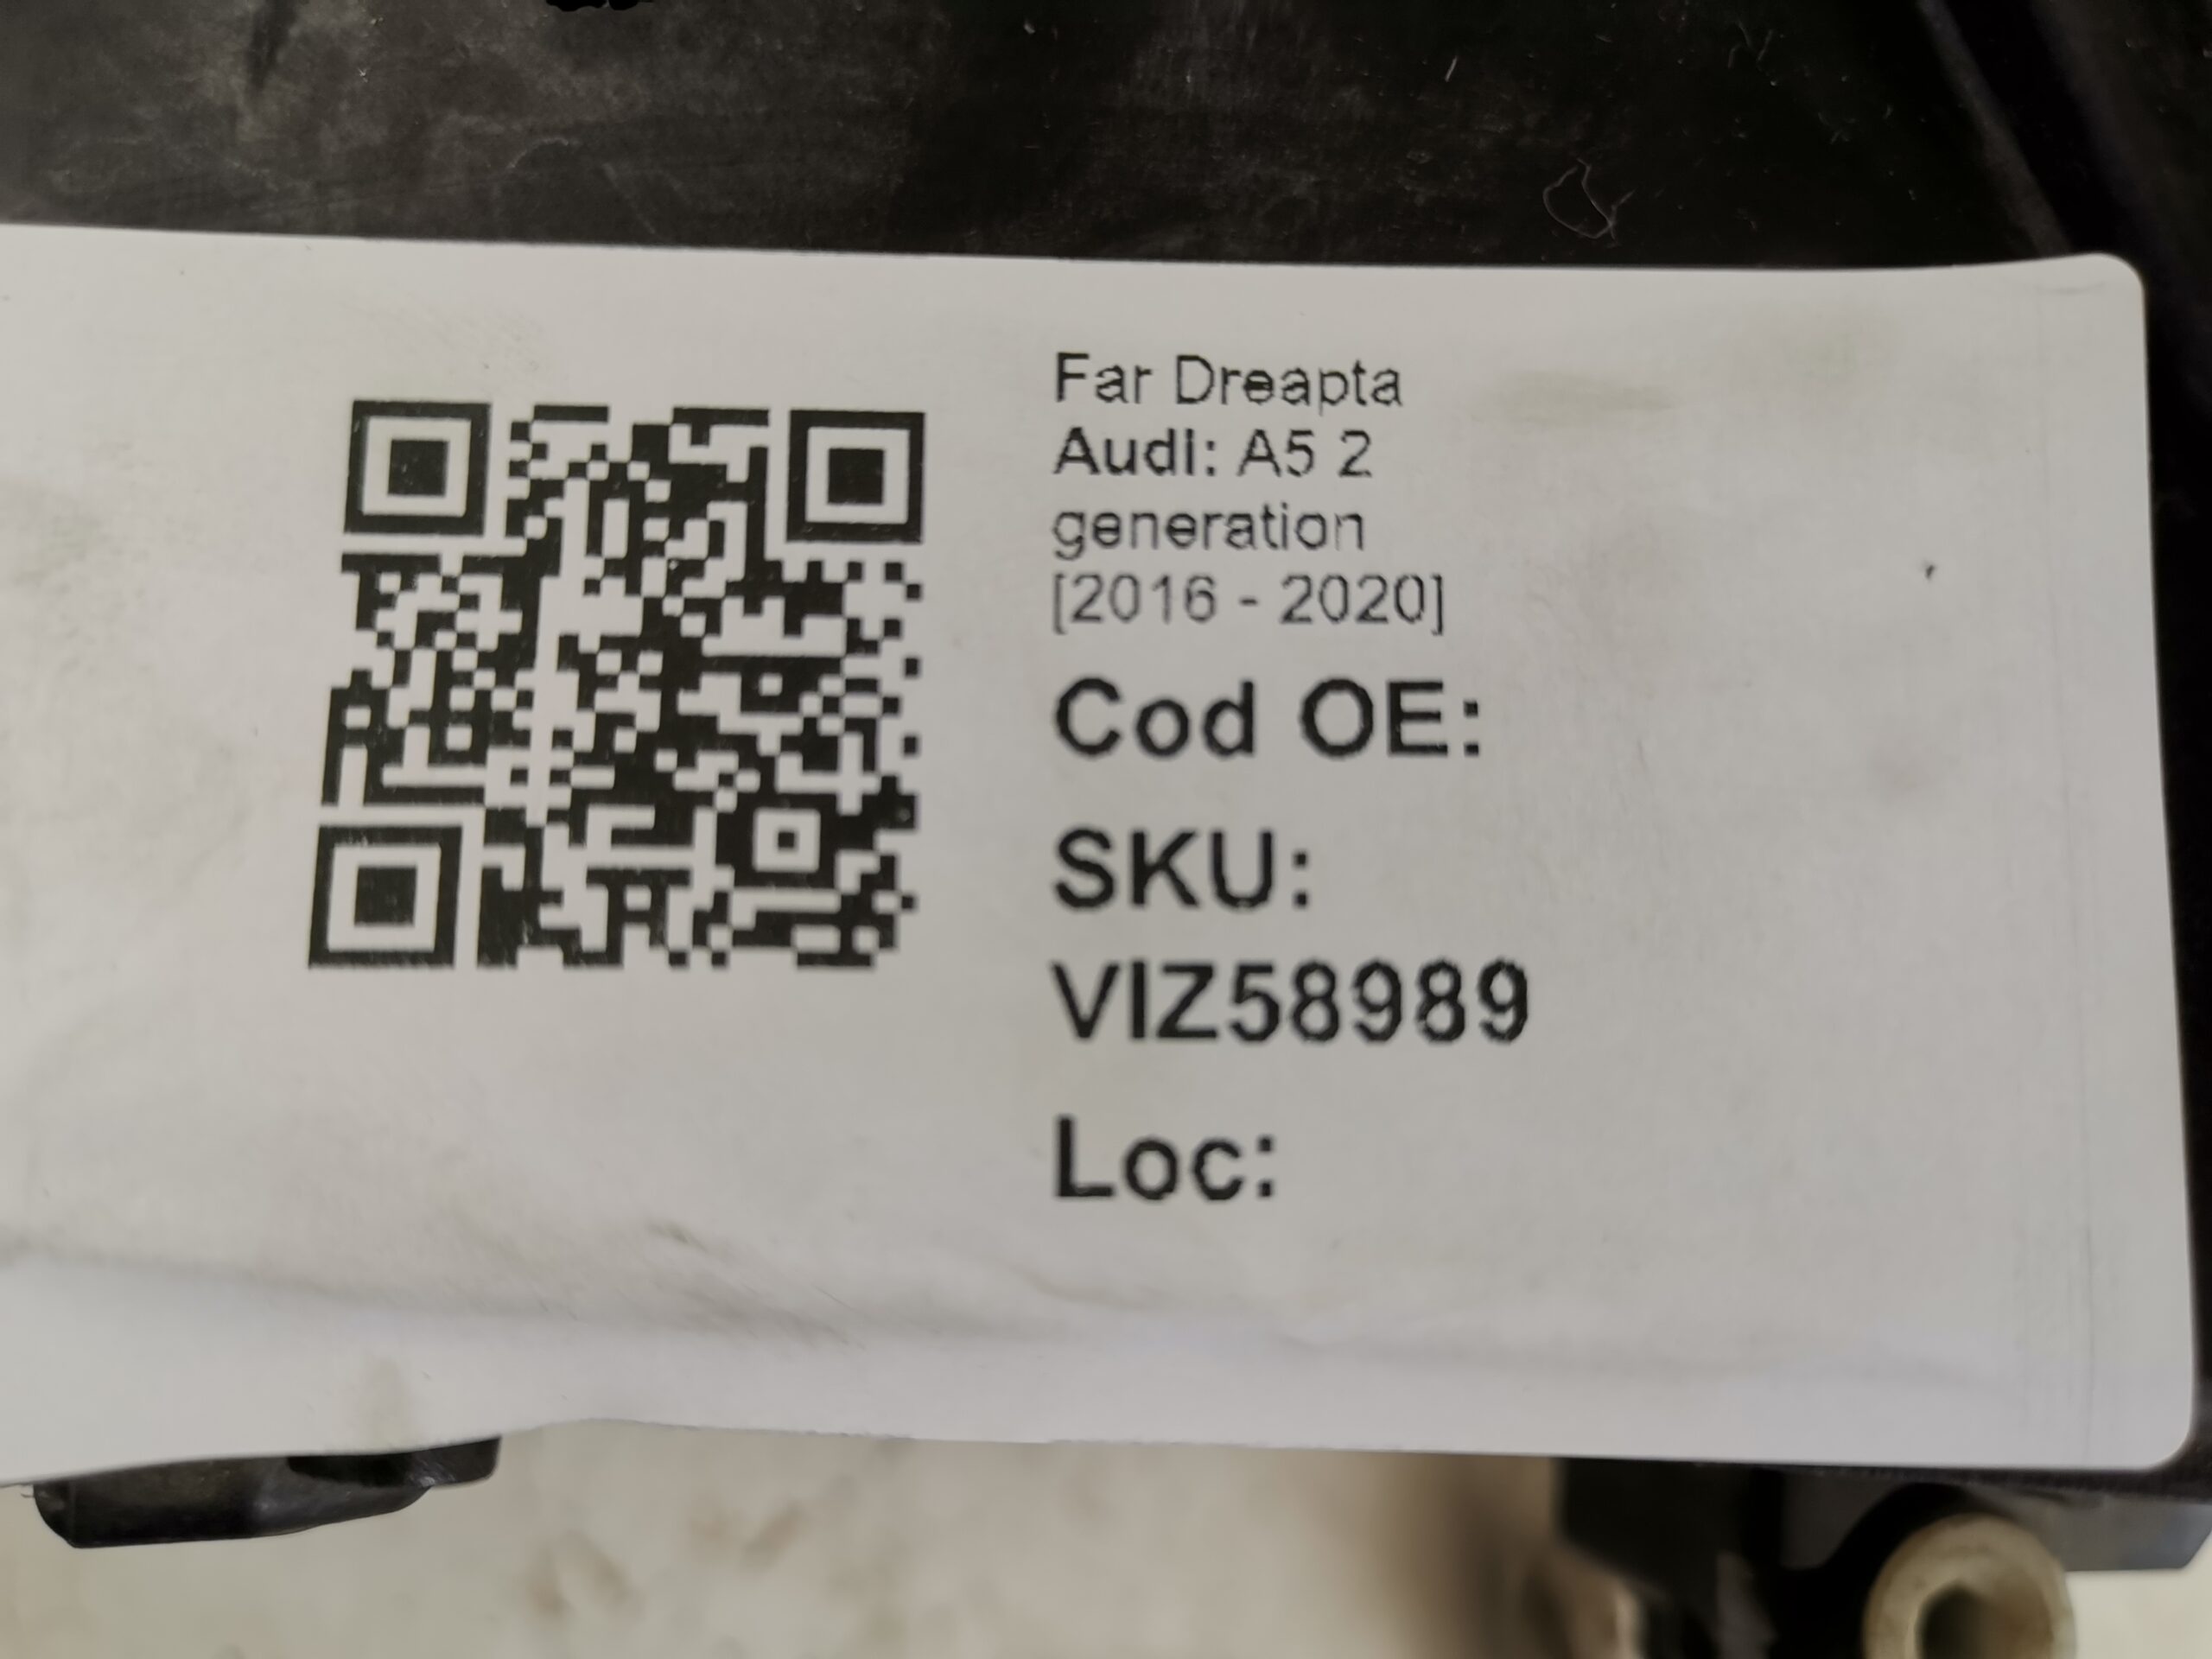 Far Dreapta
Audi: A5 2
generation
[2016 - 2020]
Cod OE:
SKU:
VIZ58989
Loc: